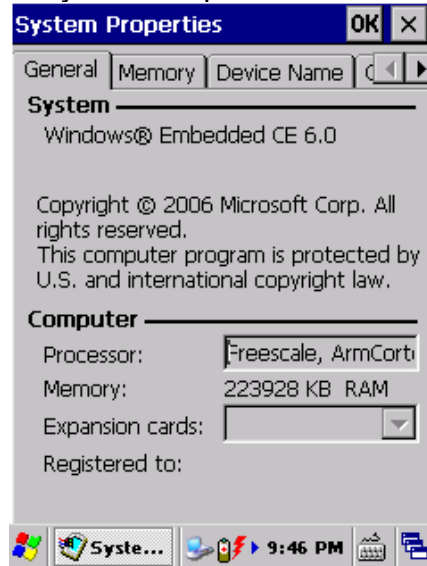 System Properties OK ×
General Memory Device Name
System
Windows® Embedded CE 6.0
Copyright © 2006 Microsoft Corp. All
rights reserved.
This computer program is protected by
U.S. and international copyright law.
Computer
Processor: Freescale, ArmCort
Memory: 223928 KB RAM
Expansion cards:
Registered to:
Syste... 9:46 PM